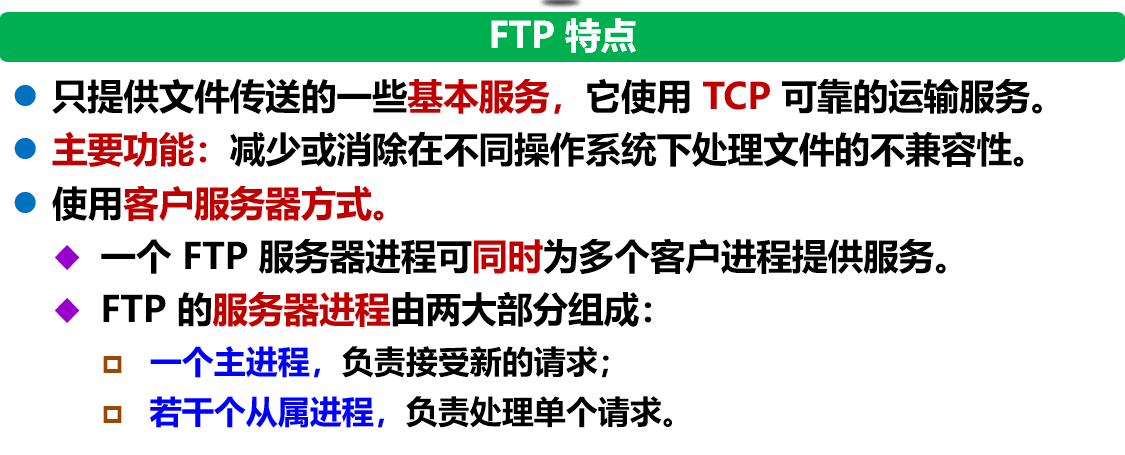 FTP 特点
只提供文件传送的一些基本服务，它使用 TCP 可靠的运输服务。
主要功能：减少或消除在不同操作系统下处理文件的不兼容性。
使用客户服务器方式。
一个 FTP 服务器进程可同时为多个客户进程提供服务。
FTP 的服务器进程由两大部分组成：
一个主进程，负责接受新的请求；
若干个从属进程，负责处理单个请求。